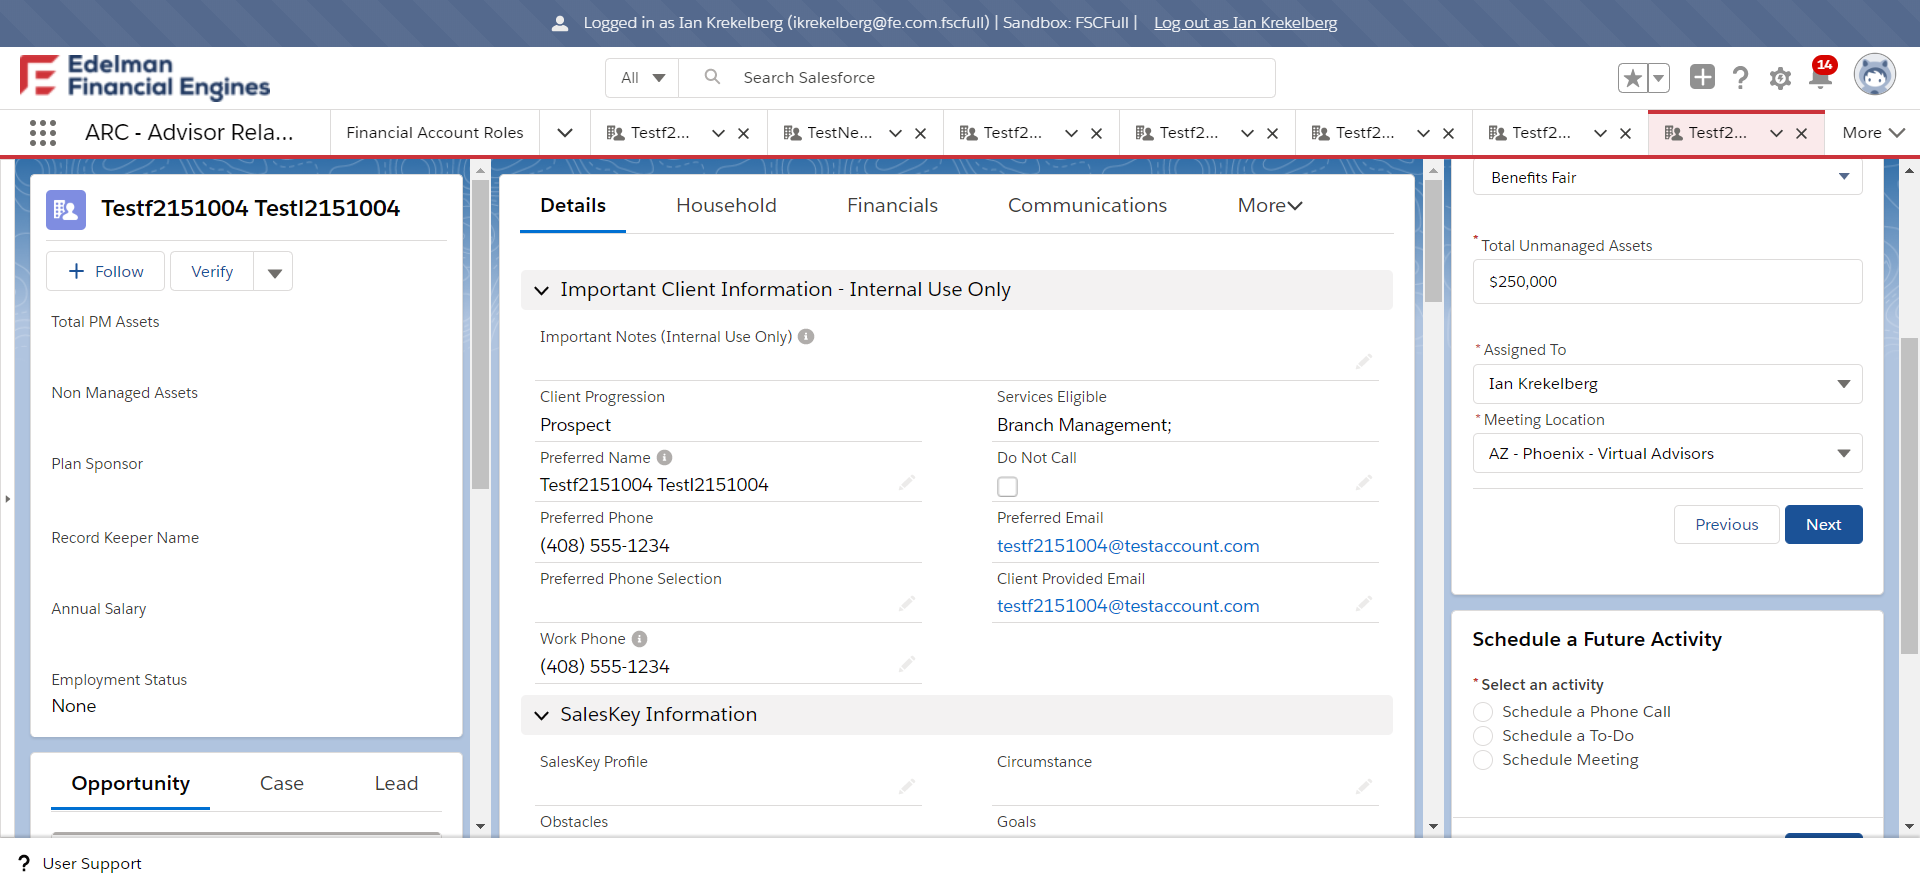 Logged in as Ian Krekelberg (ikrekelberg@fe.com.fscfull) | Sandbox: FSCFull | Log out as Ian Krekelberg
Edelman
Financial Engines
All
Search Salesforce
14
ARC - Advisor Rela...
Financial Account Roles
Testf2...
TestNe...
Testf2...
Testf2...
Testf2...
Testf2...
Testf2...
More
Testf2151004 Testl2151004
Follow
Verify
Total PM Assets
Non Managed Assets
Plan Sponsor
Record Keeper Name
Annual Salary
Employment Status
None
Opportunity
Case
Lead
Details
Household
Financials
Communications
More
Important Client Information - Internal Use Only
Important Notes (Internal Use Only)
Client Progression
Prospect
Services Eligible
Branch Management;
Preferred Name
Testf2151004 Testl2151004
Do Not Call
Preferred Phone
(408) 555-1234
Preferred Email
testf2151004@testaccount.com
Preferred Phone Selection
Client Provided Email
testf2151004@testaccount.com
Work Phone
(408) 555-1234
SalesKey Information
SalesKey Profile
Circumstance
Obstacles
Goals
Benefits Fair
*Total Unmanaged Assets
$250,000
*Assigned To
Ian Krekelberg
*Meeting Location
AZ - Phoenix - Virtual Advisors
Previous
Next
Schedule a Future Activity
*Select an activity
Schedule a Phone Call
Schedule a To-Do
Schedule Meeting
? User Support